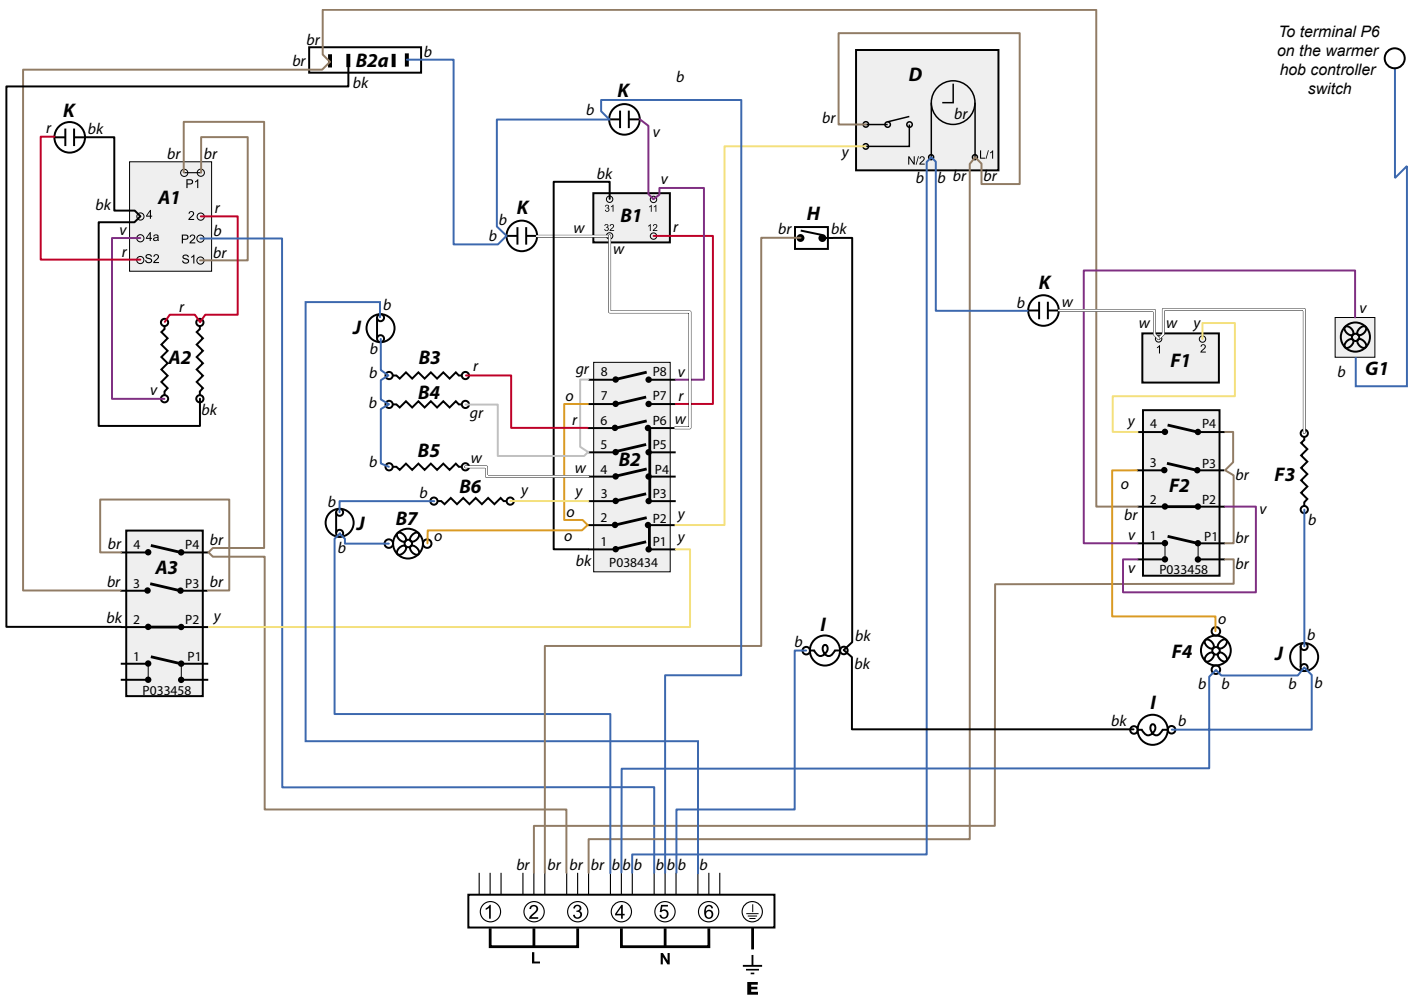 To terminal P6
on the warmer
hob controller
switch
br
br
B2a
b
bk
K
r
bk
br
br
P1
A1
bk
4
2
r
v
4a
P2
b
r
S2
S1
br
r
A2
v
bk
b
K
b
v
bk
v
31
11
B1
K
b
b
w
32
12
r
w
D
br
br
y
N/2
L/1
b
b
br
br
H
br
bk
K
b
w
w
w
y
1
2
F1
v
G1
b
b
J
b
B3
r
b
B4
b
gr
B5
b
w
B6
b
y
b
J
b
B7
o
gr
8
P8
v
o
7
P7
r
r
6
P6
w
5
P5
B2
w
4
P4
y
3
P3
o
2
P2
y
o
1
P1
y
bk
P038434
y
4
P4
3
P3
br
o
F2
2
P2
v
br
v
1
P1
br
v
P033458
F3
b
4
P4
br
br
A3
br
3
P3
br
bk
2
P2
y
1
P1
P033458
I
b
bk
bk
o
F4
b
b
b
J
b
b
I
bk
b
br
br
br
br
b
b
b
b
b
b
b
1
2
3
4
5
6
L
N
E